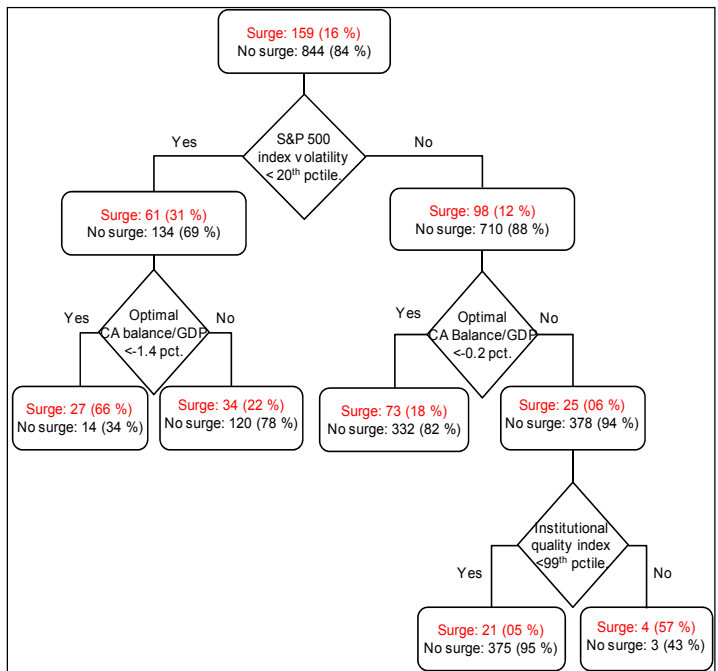 Surge: 159 (16 %)
No surge: 844 (84 %)
S&P 500
index volatility
< 20th pctile.
Yes
No
Surge: 61 (31 %)
No surge: 134 (69 %)
Surge: 98 (12 %)
No surge: 710 (88 %)
Optimal
CA balance/GDP
<-1.4 pct.
Yes
No
Optimal
CA Balance/GDP
<-0.2 pct.
Yes
No
Surge: 27 (66 %)
No surge: 14 (34 %)
Surge: 34 (22 %)
No surge: 120 (78 %)
Surge: 73 (18 %)
No surge: 332 (82 %)
Surge: 25 (06 %)
No surge: 378 (94 %)
Institutional
quality index
<99th pctile.
Yes
No
Surge: 21 (05 %)
No surge: 375 (95 %)
Surge: 4 (57 %)
No surge: 3 (43 %)